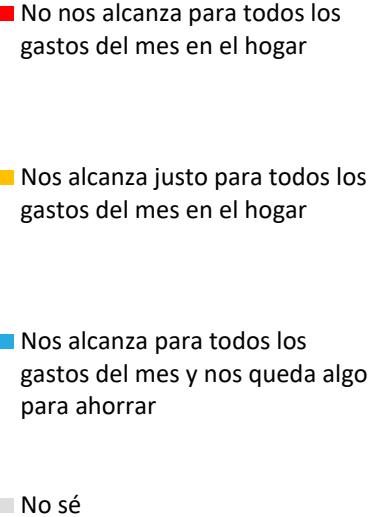 No nos alcanza para todos los
gastos del mes en el hogar
Nos alcanza justo para todos los
gastos del mes en el hogar
Nos alcanza para todos los
gastos del mes y nos queda algo
para ahorrar
No sé